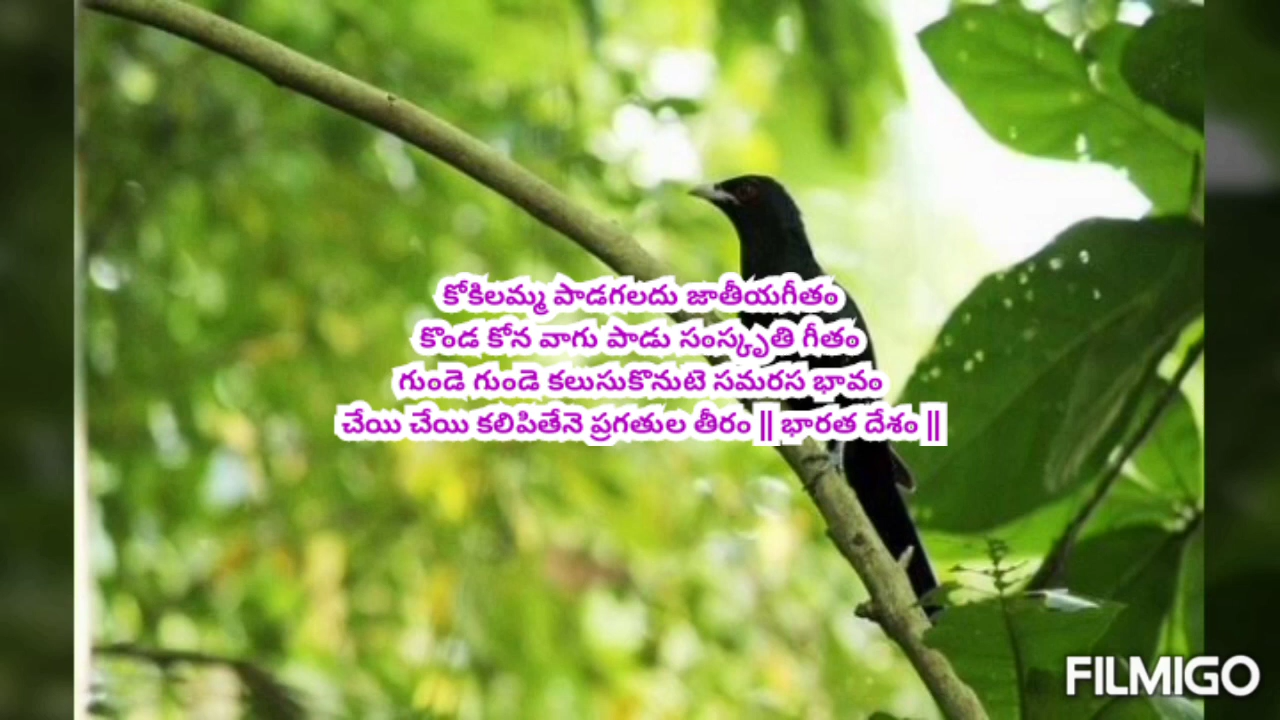 కోకిలమ్మ పాడగలదు జాతీయగీతం
కొండ కోన వాగు పాడు సంస్కృతి గీతం
గుండె గుండె కలుసుకొనుటె సమరస భావం
చేయి చేయి కలిపితేనె ప్రగతుల తీరం || భారత దేశం ||
FILMIGO